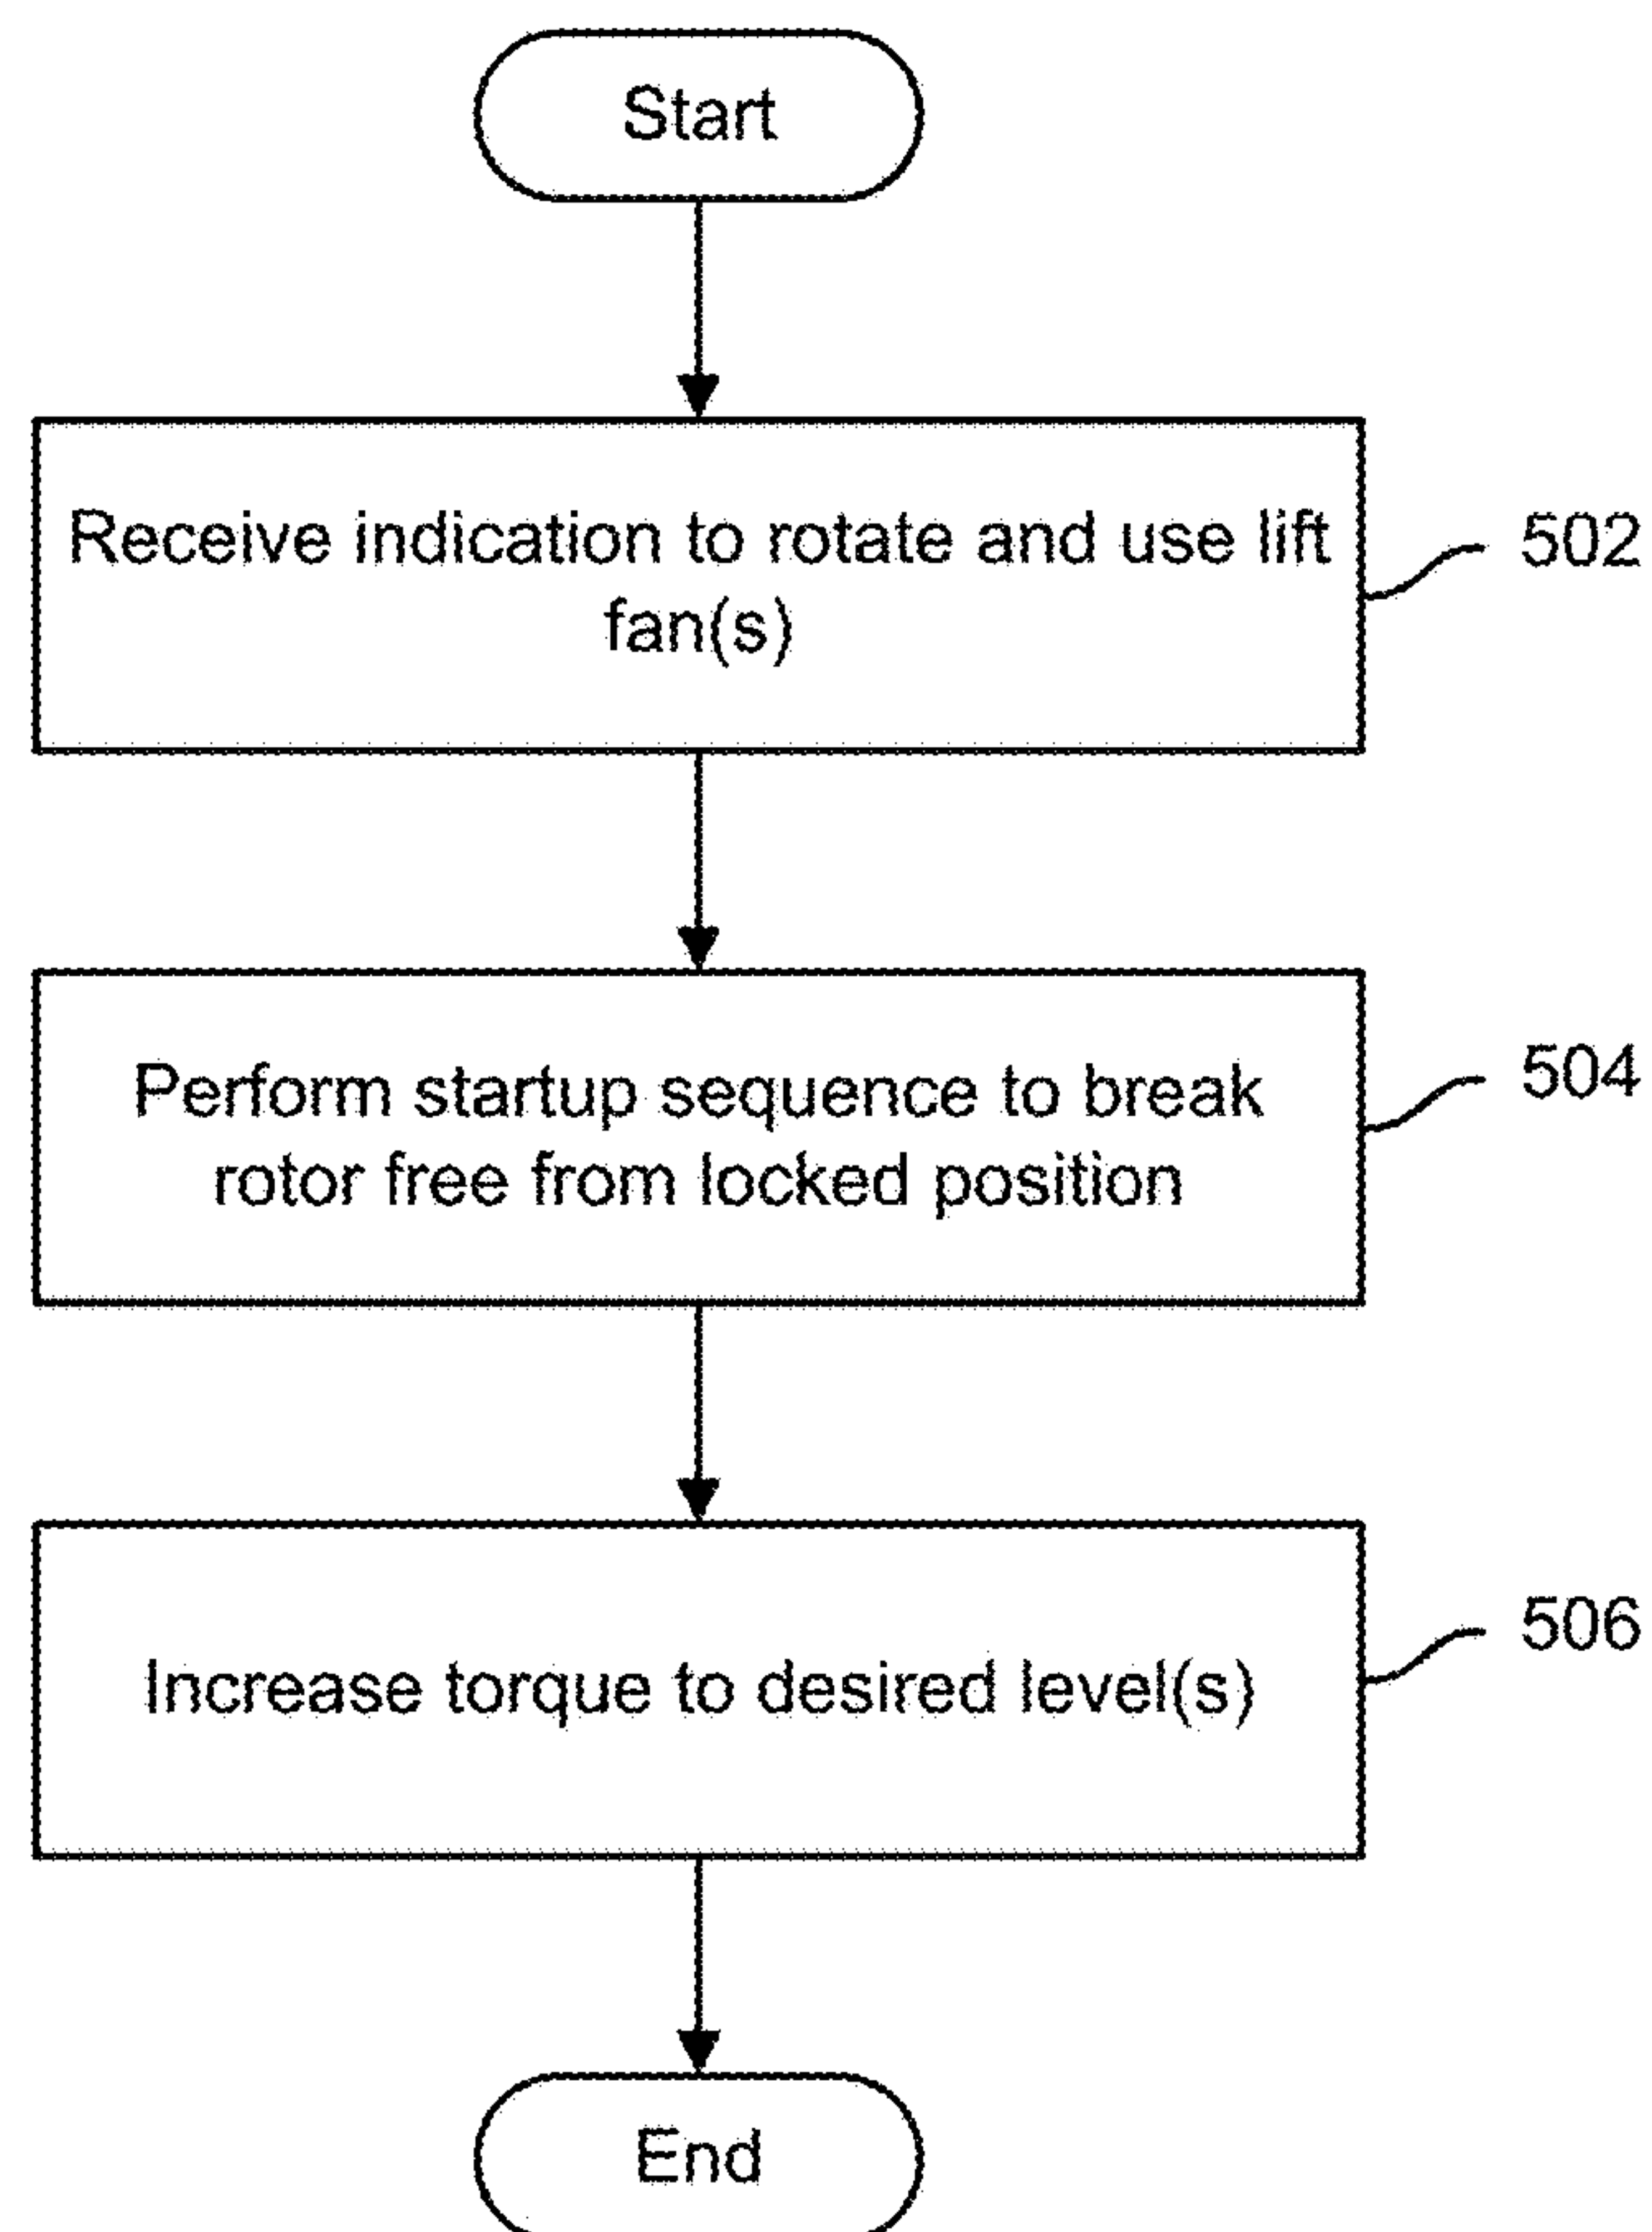 Start
Receive indication to rotate and use lift
fan(s)
502
Perform startup sequence to break
rotor free from locked position
504
Increase torque to desired level(s)
506
End